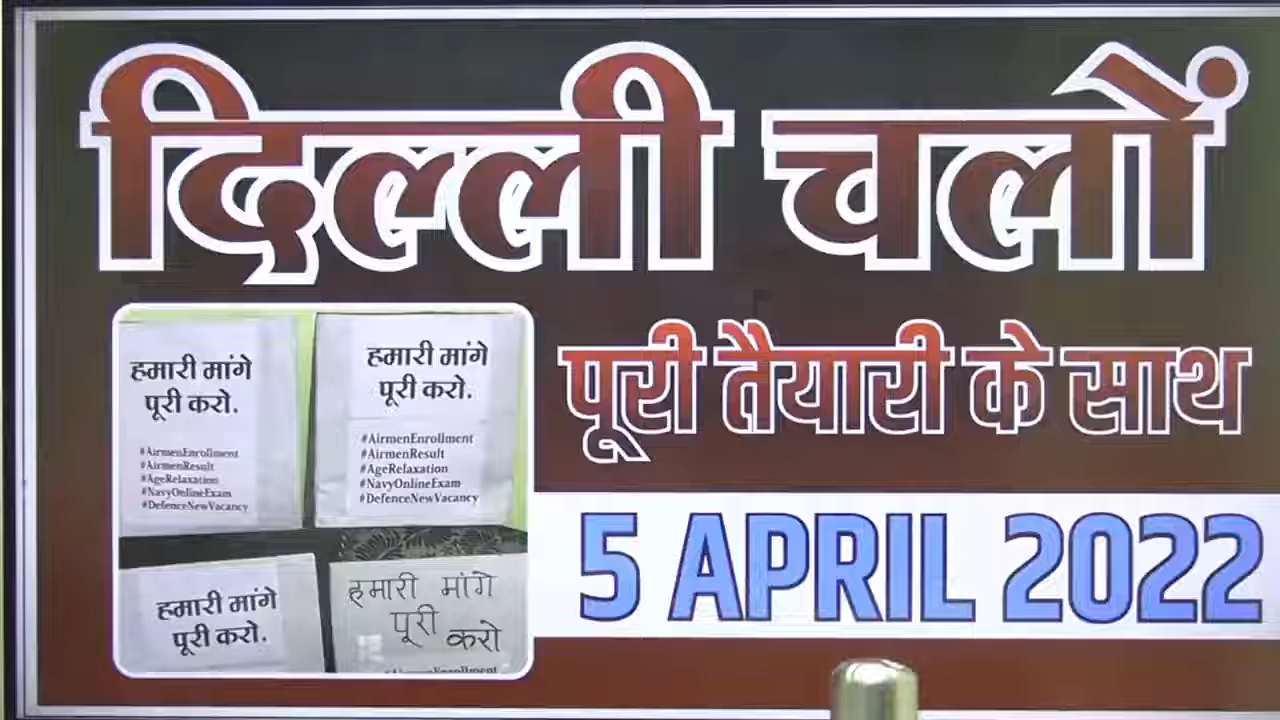 दिल्ली चलों
पूरी तैयारी के साथ
5 APRIL 2022
हमारी मांगे
पूरी करो.
#AirmenEnrollment
#AirmenResult
#AgeRelaxation
#NavyOnlineExam
#DefenceNewVacancy
हमारी मांगे
पूरी करो.
#AirmenEnrollment
#AirmenResult
#AgeRelaxation
#NavyOnlineExam
#DefenceNewVacancy
हमारी मांगे
पूरी करो.
हमारी मांगे
पूरी करो
#AirmenEnrollment